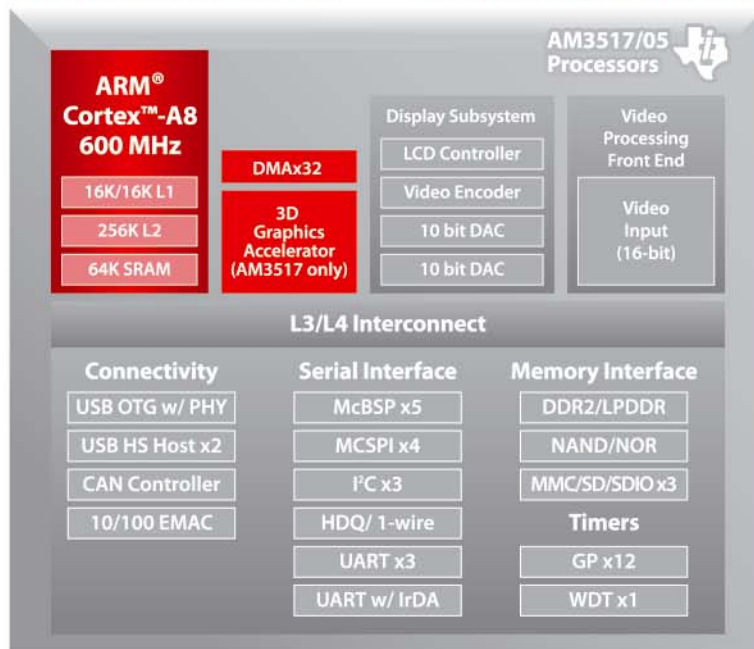 AM3517/05
Processors
ARM®
Cortex™-A8
600 MHz
16K/16K L1
256K L2
64K SRAM
DMAx32
3D
Graphics
Accelerator
(AM3517 only)
Display Subsystem
LCD Controller
Video Encoder
10 bit DAC
10 bit DAC
Video
Processing
Front End
Video
Input
(16-bit)
L3/L4 Interconnect
Connectivity
USB OTG w/ PHY
USB HS Host x2
CAN Controller
10/100 EMAC
Serial Interface
McBSP x5
MCSPI x4
I²C x3
HDQ/ 1-wire
UART x3
UART w/ IrDA
Memory Interface
DDR2/LPDDR
NAND/NOR
MMC/SD/SDIO x3
Timers
GP x12
WDT x1